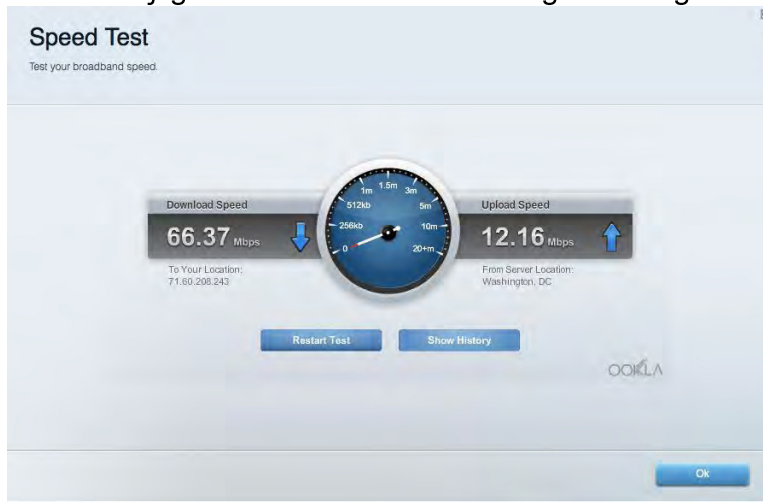 Speed Test
Test your broadband speed.
Download Speed
66.37 Mbps
To Your Location:
71.60.208.243
0
256kb
512kb
1m
1.5m
3m
5m
10m
20+m
Upload Speed
12.16 Mbps
From Server Location:
Washington, DC
Restart Test
Show History
OOKLA
Ok